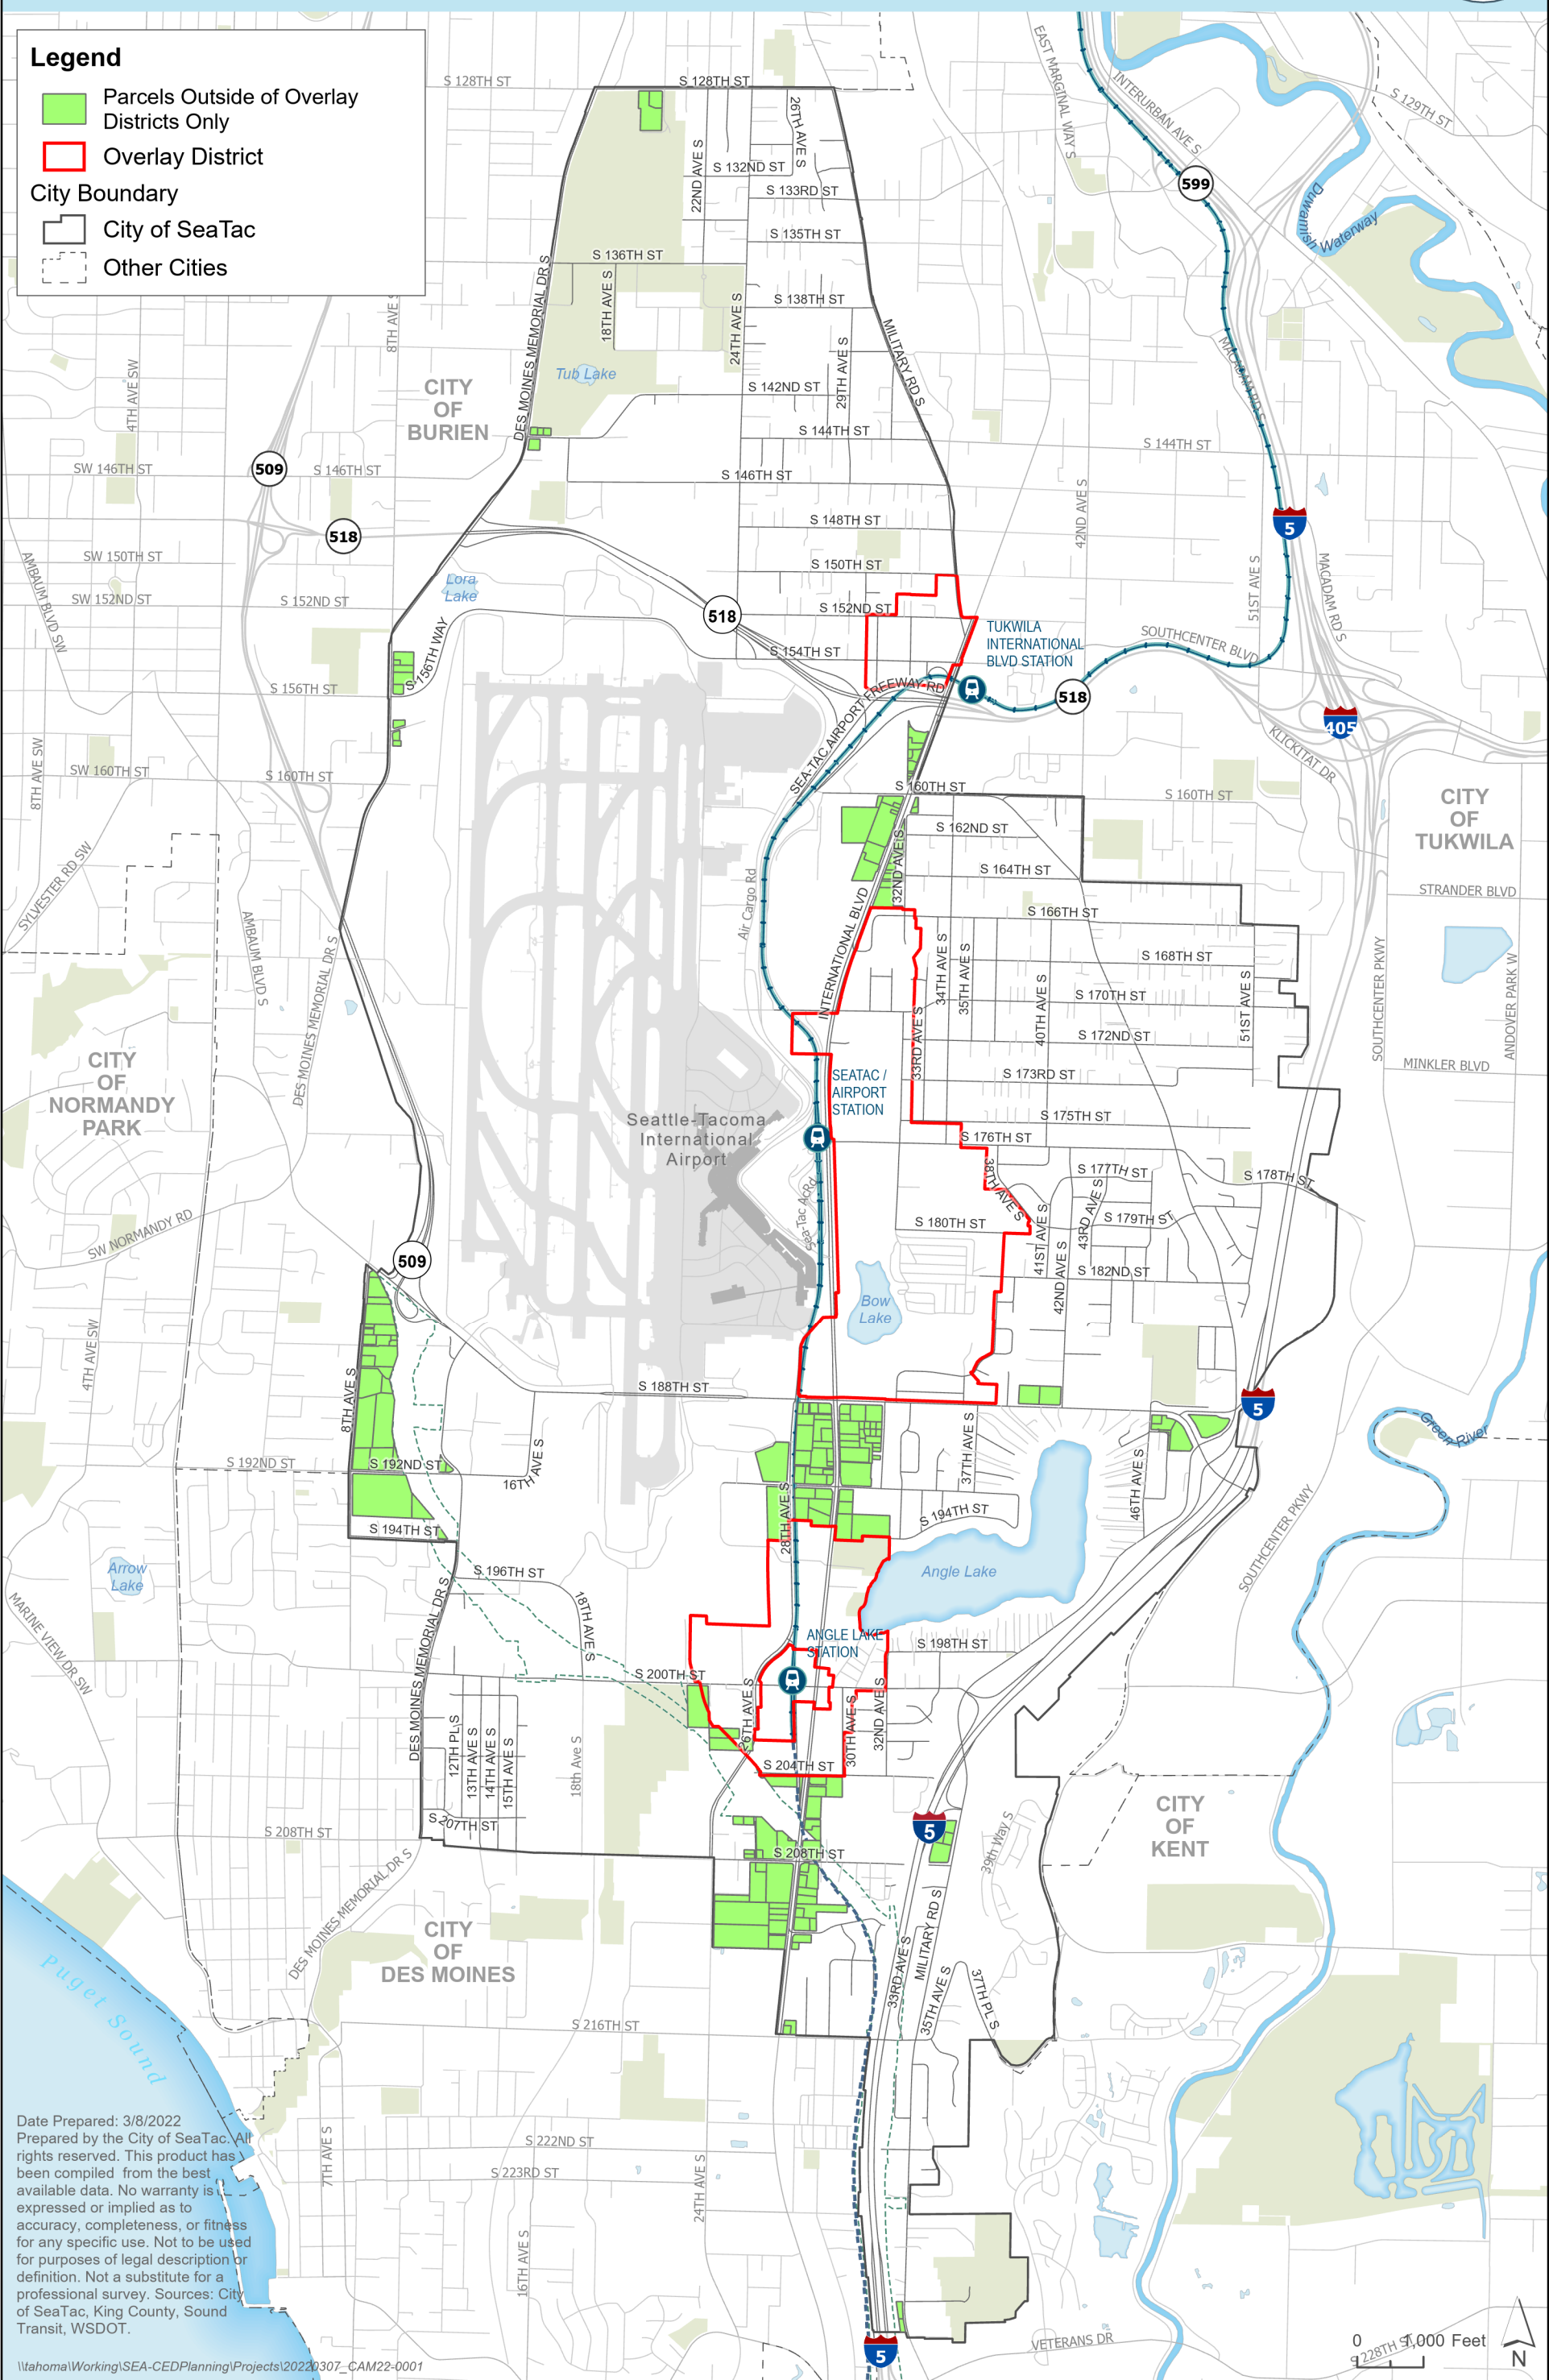 Legend
Parcels Outside of Overlay
Districts Only
Overlay District
City Boundary
City of SeaTac
Other Cities
S 128TH ST
S 128TH ST
26TH AVE S
22ND AVE S
S 132ND ST
S 133RD ST
S 135TH ST
S 136TH ST
18TH AVE S
S 138TH ST
24TH AVE S
29TH AVE S
MILITARY RD S
DES MOINES MEMORIAL DR S
8TH AVE S
Tub Lake
S 142ND ST
S 144TH ST
S 144TH ST
S 146TH ST
S 146TH ST
SW 146TH ST
4TH AVE SW
CITY
OF
BURIEN
509
518
EAST MARGINAL WAY S
INTERURBAN AVE S
S 129TH ST
599
Duwamish
Waterway
MACADAM RD S
42ND AVE S
5
51ST AVE S
MACADAM RD S
S 148TH ST
S 150TH ST
SW 150TH ST
AMBAUM BLVD SW
SW 152ND ST
S 152ND ST
S 152ND ST
Lora
Lake
518
S 154TH ST
S 156TH WAY
S 156TH ST
TUKWILA
INTERNATIONAL
BLVD STATION
SOUTHCENTER BLVD
518
405
KLICKITAT DR
SEA-TAC AIRPORT FREEWAY RD
8TH AVE SW
SW 160TH ST
S 160TH ST
S 160TH ST
S 160TH ST
CITY
OF
TUKWILA
S 162ND ST
32ND AVE S
S 164TH ST
SYLVESTER RD SW
STRANDER BLVD
Air Cargo Rd
INTERNATIONAL BLVD
S 166TH ST
AMBAUM BLVD S
DES MOINES MEMORIAL DR S
34TH AVE S
35TH AVE S
S 168TH ST
40TH AVE S
S 170TH ST
51ST AVE S
SOUTHCENTER PKWY
ANDOVER PARK W
33RD AVE S
S 172ND ST
MINKLER BLVD
S 173RD ST
CITY
OF
NORMANDY
PARK
SEATAC /
AIRPORT
STATION
Seattle-Tacoma
International
Airport
S 175TH ST
S 176TH ST
38TH AVE S
S 177TH ST
S 178TH ST
Sea-Tac AcRd
43RD AVE S
S 179TH ST
SW NORMANDY RD
S 180TH ST
41ST AVE S
42ND AVE S
509
S 182ND ST
Bow
Lake
4TH AVE SW
8TH AVE S
S 188TH ST
5
Green River
S 192ND ST
S 192ND ST
16TH AVE S
37TH AVE S
46TH AVE S
28TH AVE S
S 194TH ST
S 194TH ST
SOUTHCENTER PKWY
Arrow
Lake
S 196TH ST
Angle Lake
MARINE VIEW DR SW
DES MOINES MEMORIAL DR S
18TH AVE S
ANGLE LAKE
STATION
S 198TH ST
S 200TH ST
26TH AVE S
30TH AVE S
32ND AVE S
12TH PL S
13TH AVE S
14TH AVE S
15TH AVE S
18th Ave S
S 204TH ST
S 207TH ST
S 208TH ST
S 208TH ST
5
39th Way S
CITY
OF
KENT
DES MOINES MEMORIAL DR S
CITY
OF
DES MOINES
33RD AVE S
MILITARY RD S
35TH AVE S
37TH PL S
Puget Sound
S 216TH ST
7TH AVE S
S 222ND ST
S 223RD ST
24TH AVE S
16TH AVE S
Date Prepared: 3/8/2022
Prepared by the City of SeaTac. All
rights reserved. This product has
been compiled from the best
available data. No warranty is
expressed or implied as to
accuracy, completeness, or fitness
for any specific use. Not to be used
for purposes of legal description or
definition. Not a substitute for a
professional survey. Sources: City
of SeaTac, King County, Sound
Transit, WSDOT.
\\tahoma\Working\SEA-CEDPlanning\Projects\20220307_CAM22-0001
5
VETERANS DR
S 228TH ST
0 1,000 Feet
N